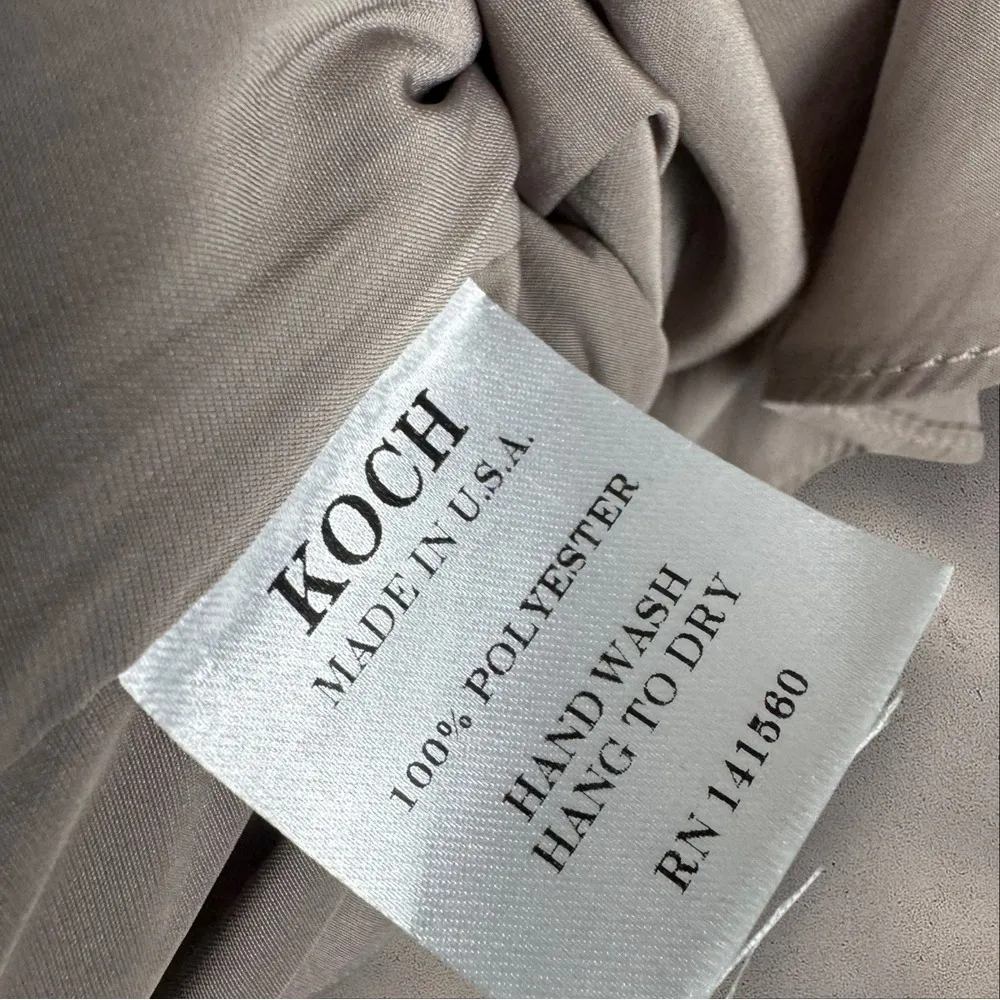 KOCH
MADE IN U.S.A.
100% POLYESTER
HAND WASH
HANG TO DRY
RN 141560